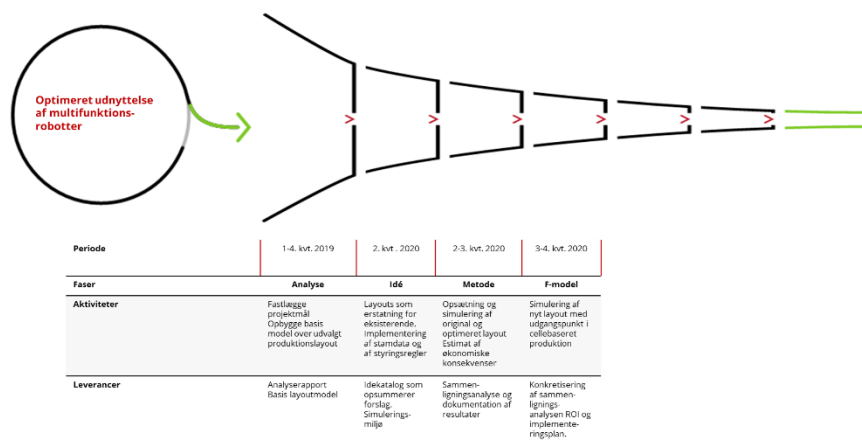 Optimeret udnyttelse
af multifunktions-
robotter
>
>
>
>
>
>
Periode 1-4. kvt. 2019 2. kvt . 2020 2-3. kvt. 2020 3-4. kvt. 2020
Faser Analyse Idé Metode F-model
Aktiviteter
Fastlægge
projektmål
Opbygge basis
model over udvalgt
produktionslayout
Layouts som
erstatning for
eksisterende.
Implementering
af stamdata og
af styringsregler
Opsætning og
simulering af
original og
optimeret layout
Estimat af
økonomiske
konsekvenser
Simulering af
nyt layout med
udgangspunkt i
cellebaseret
produktion
Leverancer
Analyserapport
Basis layoutmodel
Idekatalog som
opsummerer
forslag.
Simulerings-
miljø
Sammen-
ligningsanalyse og
dokumentation af
resultater
Konkretisering
af sammen-
lignings-
analysen ROI og
implemente-
ringsplan.